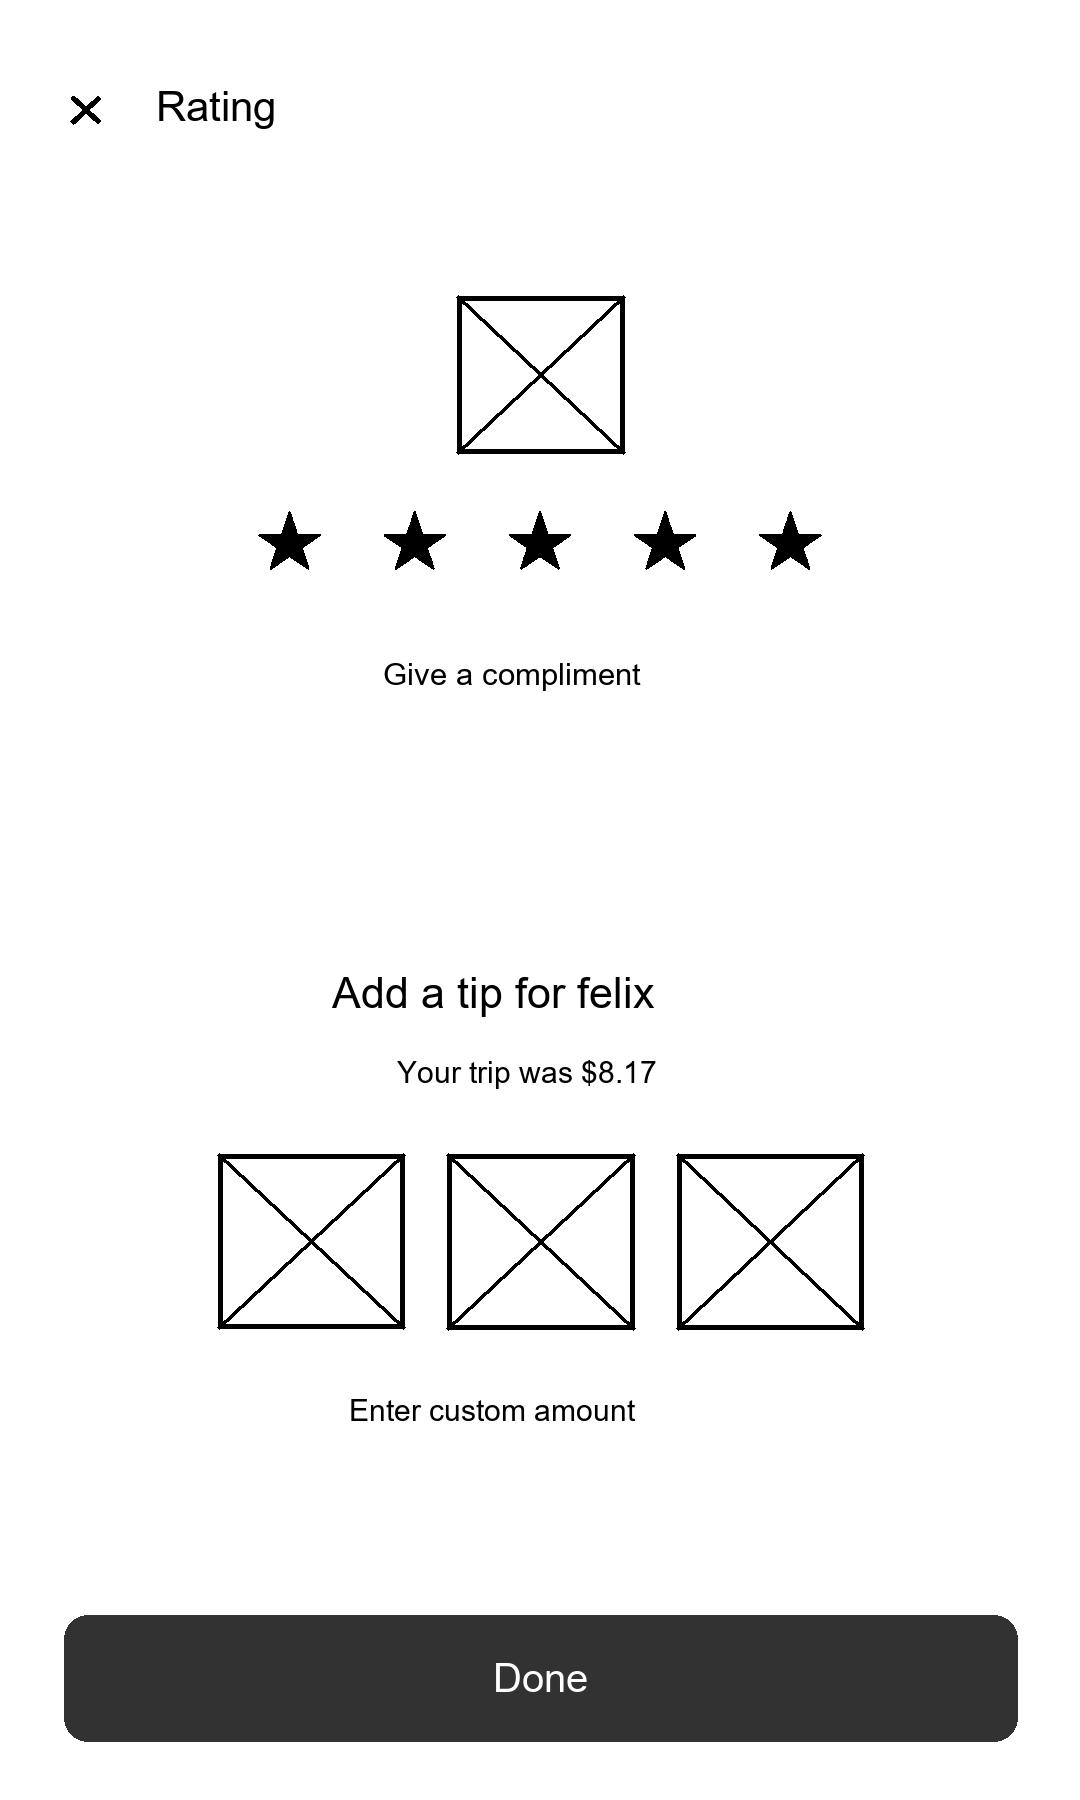 Rating
Give a compliment
Add a tip for felix
Your trip was $8.17
Enter custom amount
Done